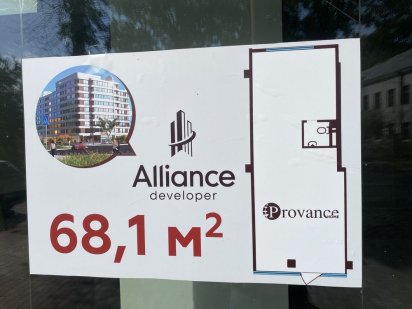 Alliance
developer
Provance
68,1 м²